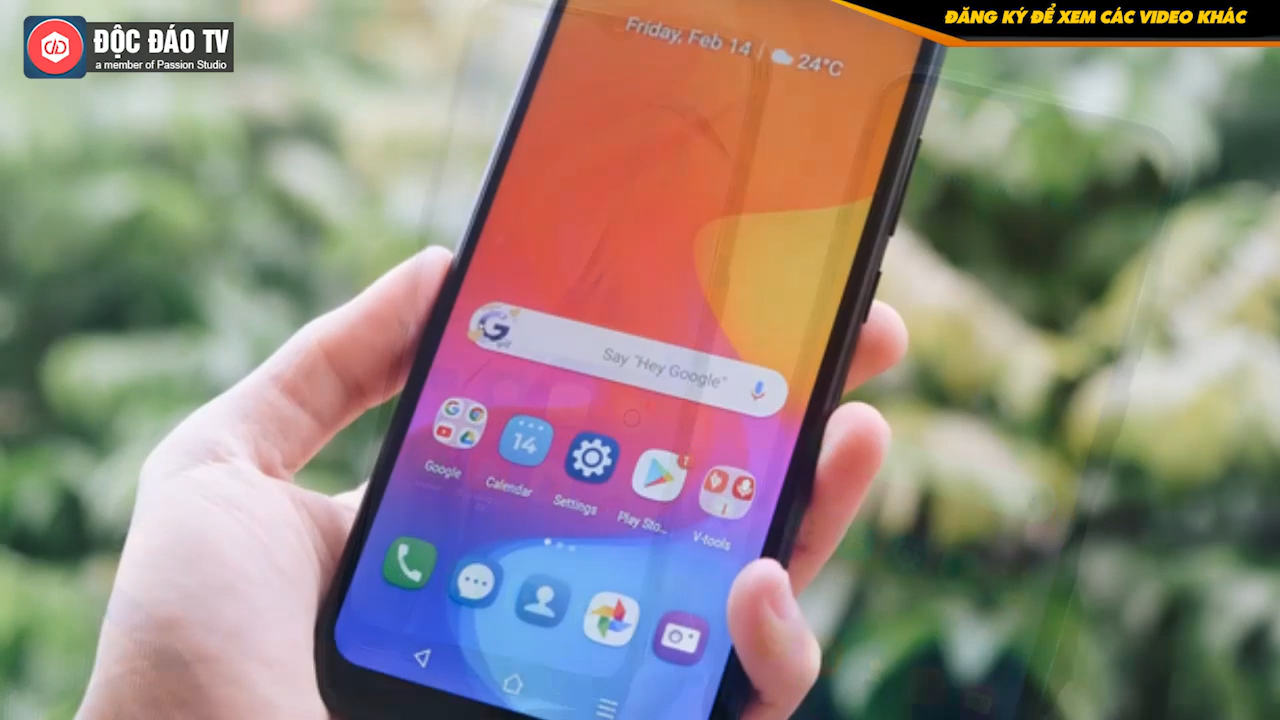 ĐỘC ĐÁO TV
a member of Passion Studio
ĐĂNG KÝ ĐỂ XEM CÁC VIDEO KHÁC
Friday, Feb 14 | 24°C
Say "Hey Google"
14
Google Calendar Settings Play Sto... V-tools